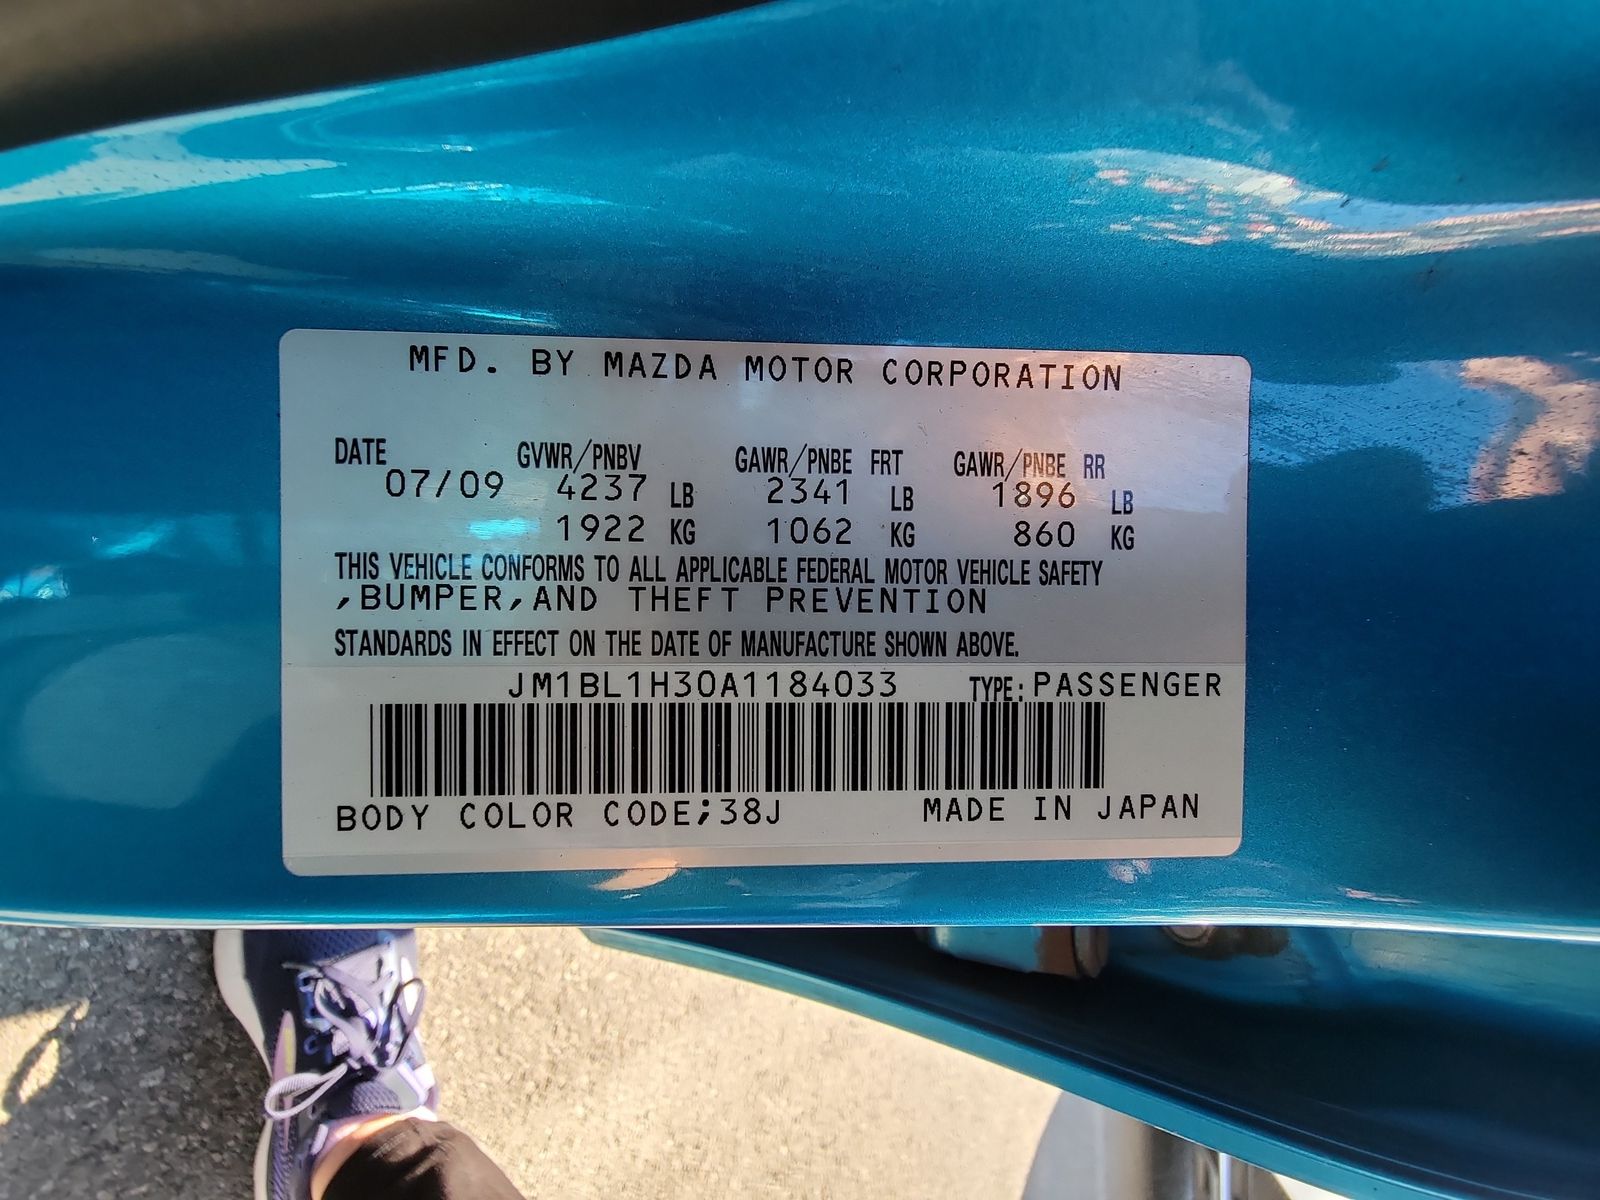 MFD. BY MAZDA MOTOR CORPORATION
DATE GVWR/PNBV GAWR/PNBE FRT GAWR/PNBE RR
07/09 4237 LB 2341 LB 1896 LB
1922 KG 1062 KG 860 KG
THIS VEHICLE CONFORMS TO ALL APPLICABLE FEDERAL MOTOR VEHICLE SAFETY
,BUMPER,AND THEFT PREVENTION
STANDARDS IN EFFECT ON THE DATE OF MANUFACTURE SHOWN ABOVE.
JM1BL1H30A1184033 TYPE: PASSENGER
BODY COLOR CODE;38J MADE IN JAPAN